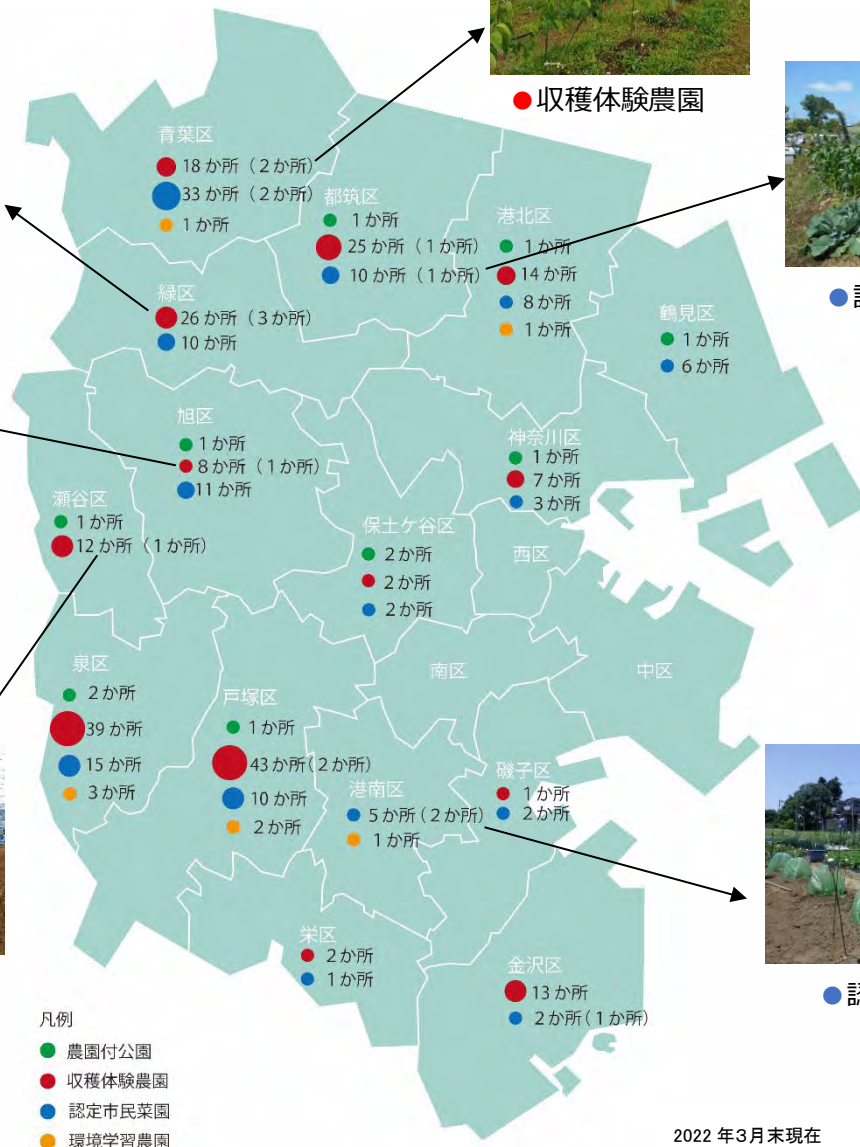 ● 収穫体験農園
青葉区
18 か所（２か所）
33 か所（２か所）
１か所
都筑区
１か所
25 か所（１か所）
10 か所（１か所）
港北区
１か所
14 か所
８か所
１か所
鶴見区
１か所
６か所
緑区
26 か所（３か所）
10 か所
旭区
１か所
８か所（１か所）
11 か所
神奈川区
１か所
７か所
３か所
瀬谷区
１か所
12 か所（１か所）
保土ケ谷区
２か所
２か所
２か所
西区
南区
中区
泉区
２か所
39 か所
15 か所
３か所
戸塚区
１か所
43 か所（２か所）
10 か所
２か所
港南区
５か所（２か所）
１か所
磯子区
１か所
２か所
栄区
２か所
１か所
金沢区
13 か所
２か所（１か所）
凡例
農園付公園
収穫体験農園
認定市民菜園
環境学習農園
2022 年３月末現在